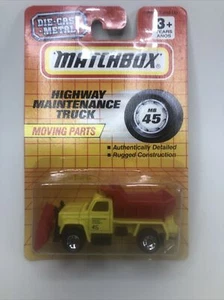 DIE-CAST
METAL
3+
MATCHBOX
HIGHWAY
MAINTENANCE
TRUCK
MB
45
MOVING PARTS
• Authentically Detailed
• Rugged Construction